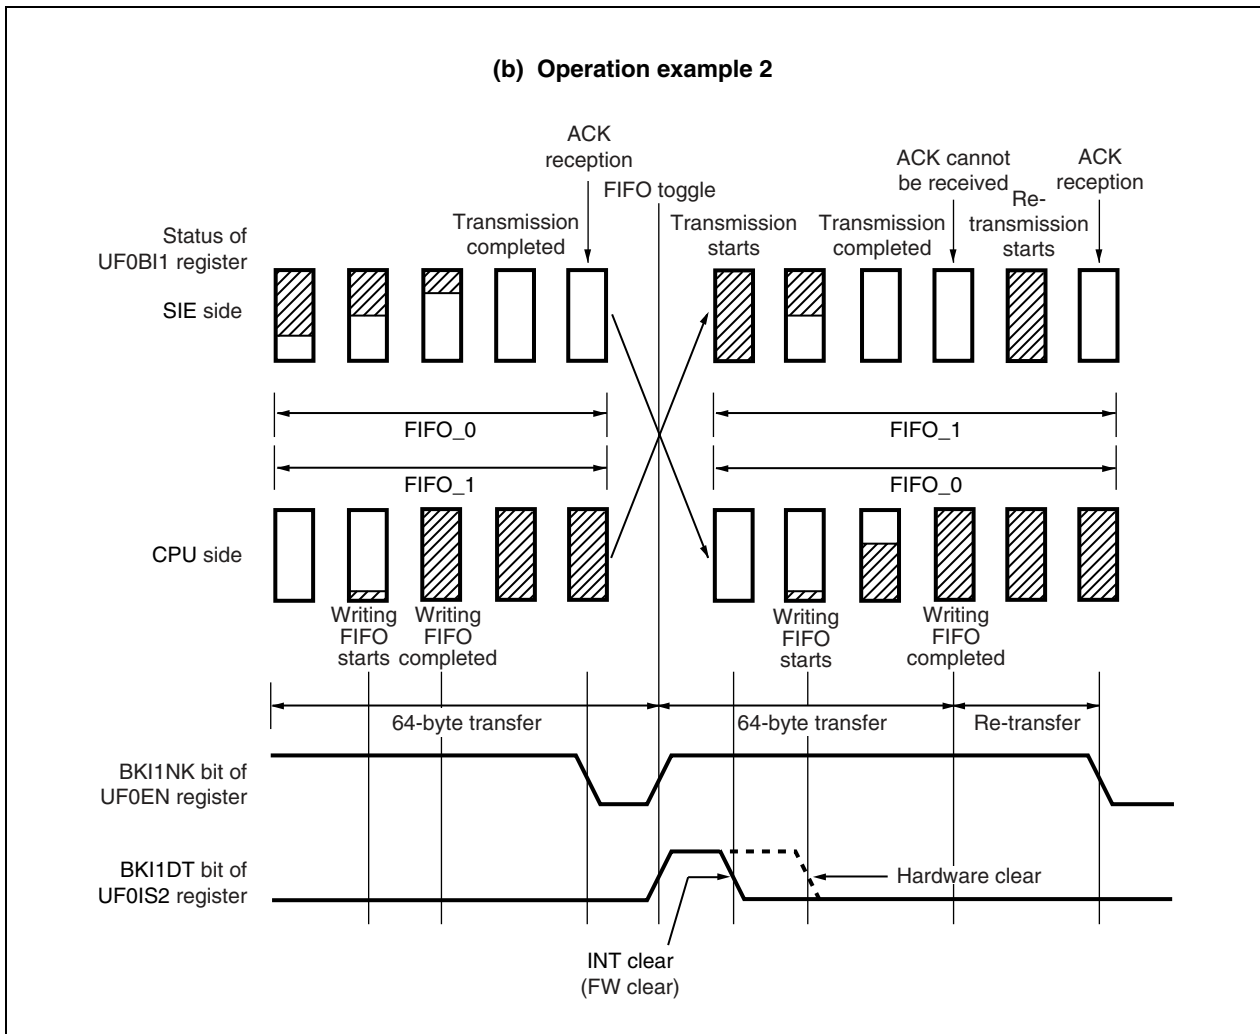 (b) Operation example 2
ACK
reception
FIFO toggle
ACK cannot
be received
ACK
reception
Status of
UF0BI1 register
SIE side
Transmission
completed
Transmission
starts
Transmission
completed
Re-
transmission
starts
FIFO_0
FIFO_1
FIFO_1
FIFO_0
CPU side
Writing
FIFO
starts
Writing
FIFO
completed
Writing
FIFO
starts
Writing
FIFO
completed
64-byte transfer
64-byte transfer
Re-transfer
BKI1NK bit of
UF0EN register
BKI1DT bit of
UF0IS2 register
Hardware clear
INT clear
(FW clear)